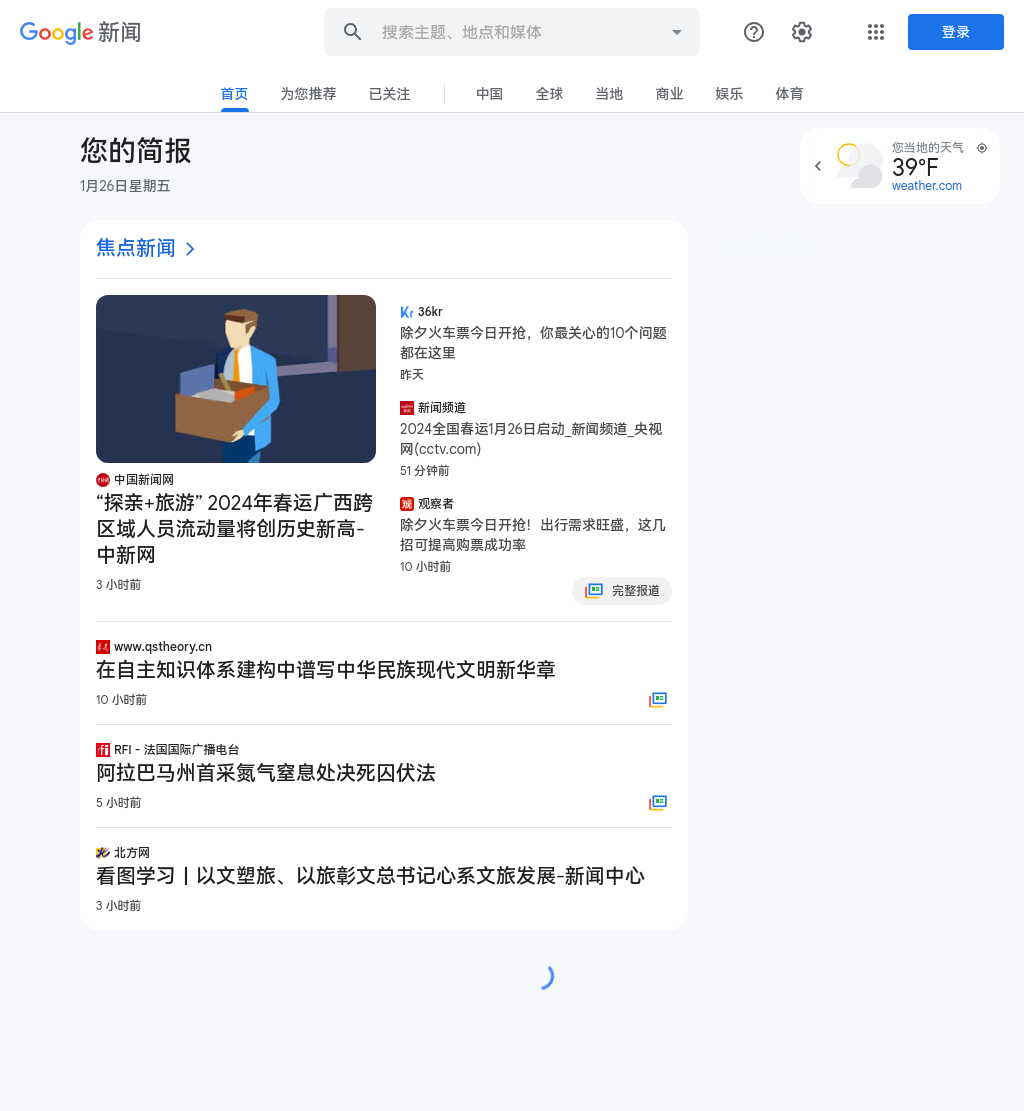 Google 新闻
搜索主题、地点和媒体
登录
首页
为您推荐
已关注
中国
全球
当地
商业
娱乐
体育
您的简报
1月26日星期五
您当地的天气
39°F
weather.com
焦点新闻
中国新闻网
“探亲+旅游” 2024年春运广西跨
区域人员流动量将创历史新高-
中新网
3 小时前
36kr
除夕火车票今日开抢，你最关心的10个问题
都在这里
昨天
新闻频道
2024全国春运1月26日启动_新闻频道_央视
网(cctv.com)
51 分钟前
观察者
除夕火车票今日开抢！出行需求旺盛，这几
招可提高购票成功率
10 小时前
完整报道
www.qstheory.cn
在自主知识体系建构中谱写中华民族现代文明新华章
10 小时前
RFI - 法国国际广播电台
阿拉巴马州首采氮气窒息处决死囚伏法
5 小时前
北方网
看图学习丨以文塑旅、以旅彰文总书记心系文旅发展-新闻中心
3 小时前